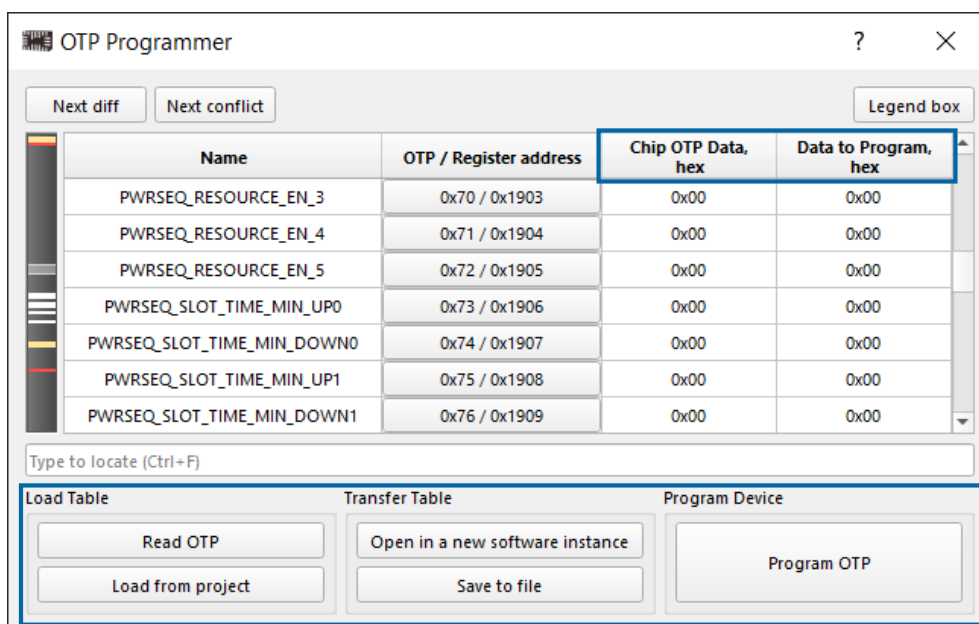 OTP Programmer ?
Next diff Next conflict Legend box
Name OTP / Register address Chip OTP Data, hex Data to Program, hex
PWRSEQ_RESOURCE_EN_3 0x70 / 0x1903 0x00 0x00
PWRSEQ_RESOURCE_EN_4 0x71 / 0x1904 0x00 0x00
PWRSEQ_RESOURCE_EN_5 0x72 / 0x1905 0x00 0x00
PWRSEQ_SLOT_TIME_MIN_UP0 0x73 / 0x1906 0x00 0x00
PWRSEQ_SLOT_TIME_MIN_DOWN0 0x74 / 0x1907 0x00 0x00
PWRSEQ_SLOT_TIME_MIN_UP1 0x75 / 0x1908 0x00 0x00
PWRSEQ_SLOT_TIME_MIN_DOWN1 0x76 / 0x1909 0x00 0x00
Type to locate (Ctrl+F)
Load Table Transfer Table Program Device
Read OTP Open in a new software instance Program OTP
Load from project Save to file